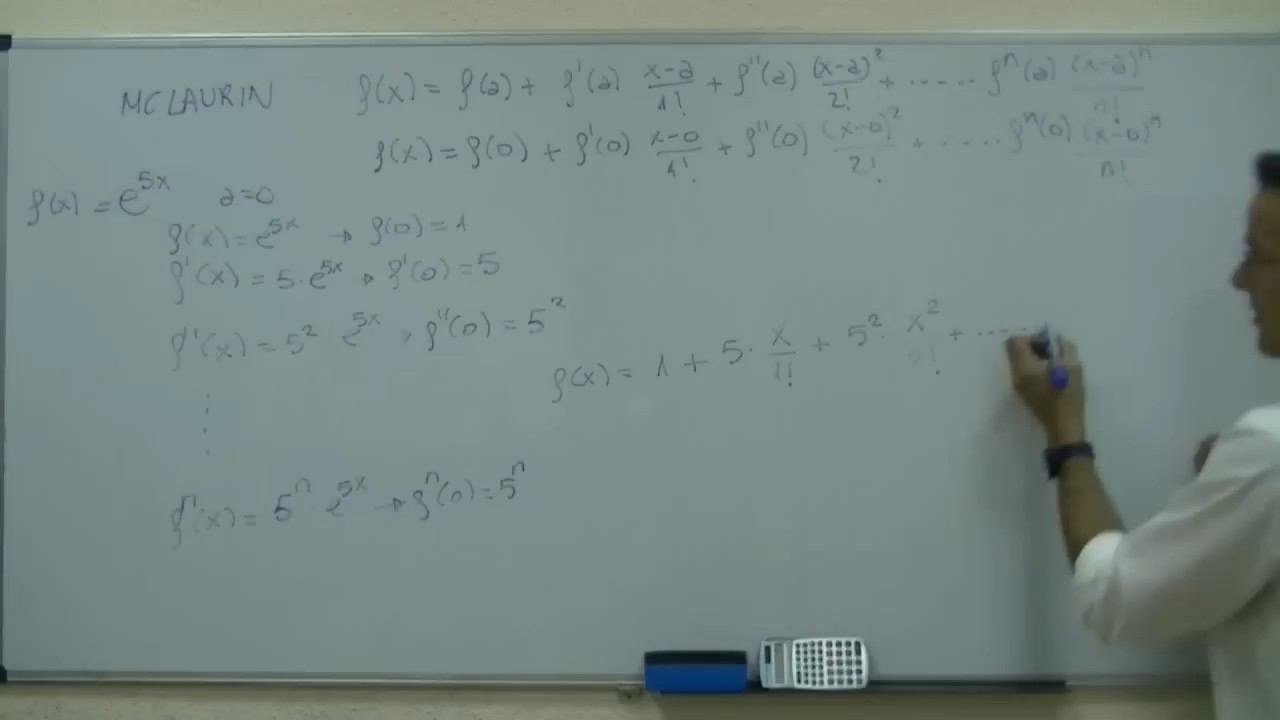 MCLAURIN
f(x) = f(a) + f'(a) (x-a)/1! + f''(a) (x-a)²/2! + ...... fⁿ(a) (x-a)ⁿ/n!
f(x) = f(0) + f'(0) (x-0)/1! + f''(0) (x-0)²/2! + ..... fⁿ(0) (x-0)ⁿ/n!
f(x) = e^5x a=0
f(x) = e^5x → f(0) = 1
f'(x) = 5·e^5x → f'(0) = 5
f''(x) = 5² e^5x → f''(0) = 5²
f(x) = 1 + 5· x/1! + 5²· x²/2! + .....
fⁿ(x) = 5ⁿ·e^5x → fⁿ(0) = 5ⁿ